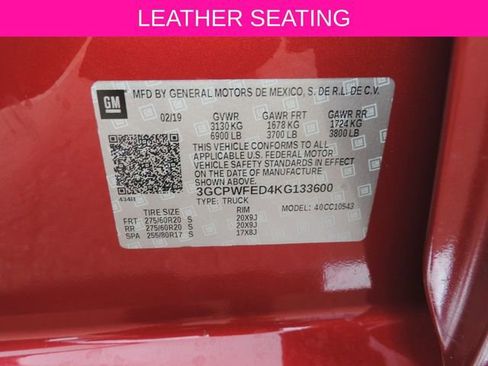 LEATHER SEATING
GM
MFD BY GENERAL MOTORS DE MEXICO, S. DE R.L. DE C.V.
02/19 GVWR GAWR FRT GAWR RR
3130 KG 1678 KG 1724 KG
6900 LB 3700 LB 3800 LB
THIS VEHICLE CONFORMS TO ALL
APPLICABLE U.S. FEDERAL MOTOR
VEHICLE SAFETY STANDARDS IN EFFECT
ON THE DATE OF MANUFACTURE
SHOWN ABOVE.
3GCPWFED4KG133600
TYPE: TRUCK MODEL: 40CC10543
TIRE SIZE RIM
FRT 275/60R20 S 20X9J
RR 275/60R20 S 20X9J
SPA 255/80R17 S 17X8J